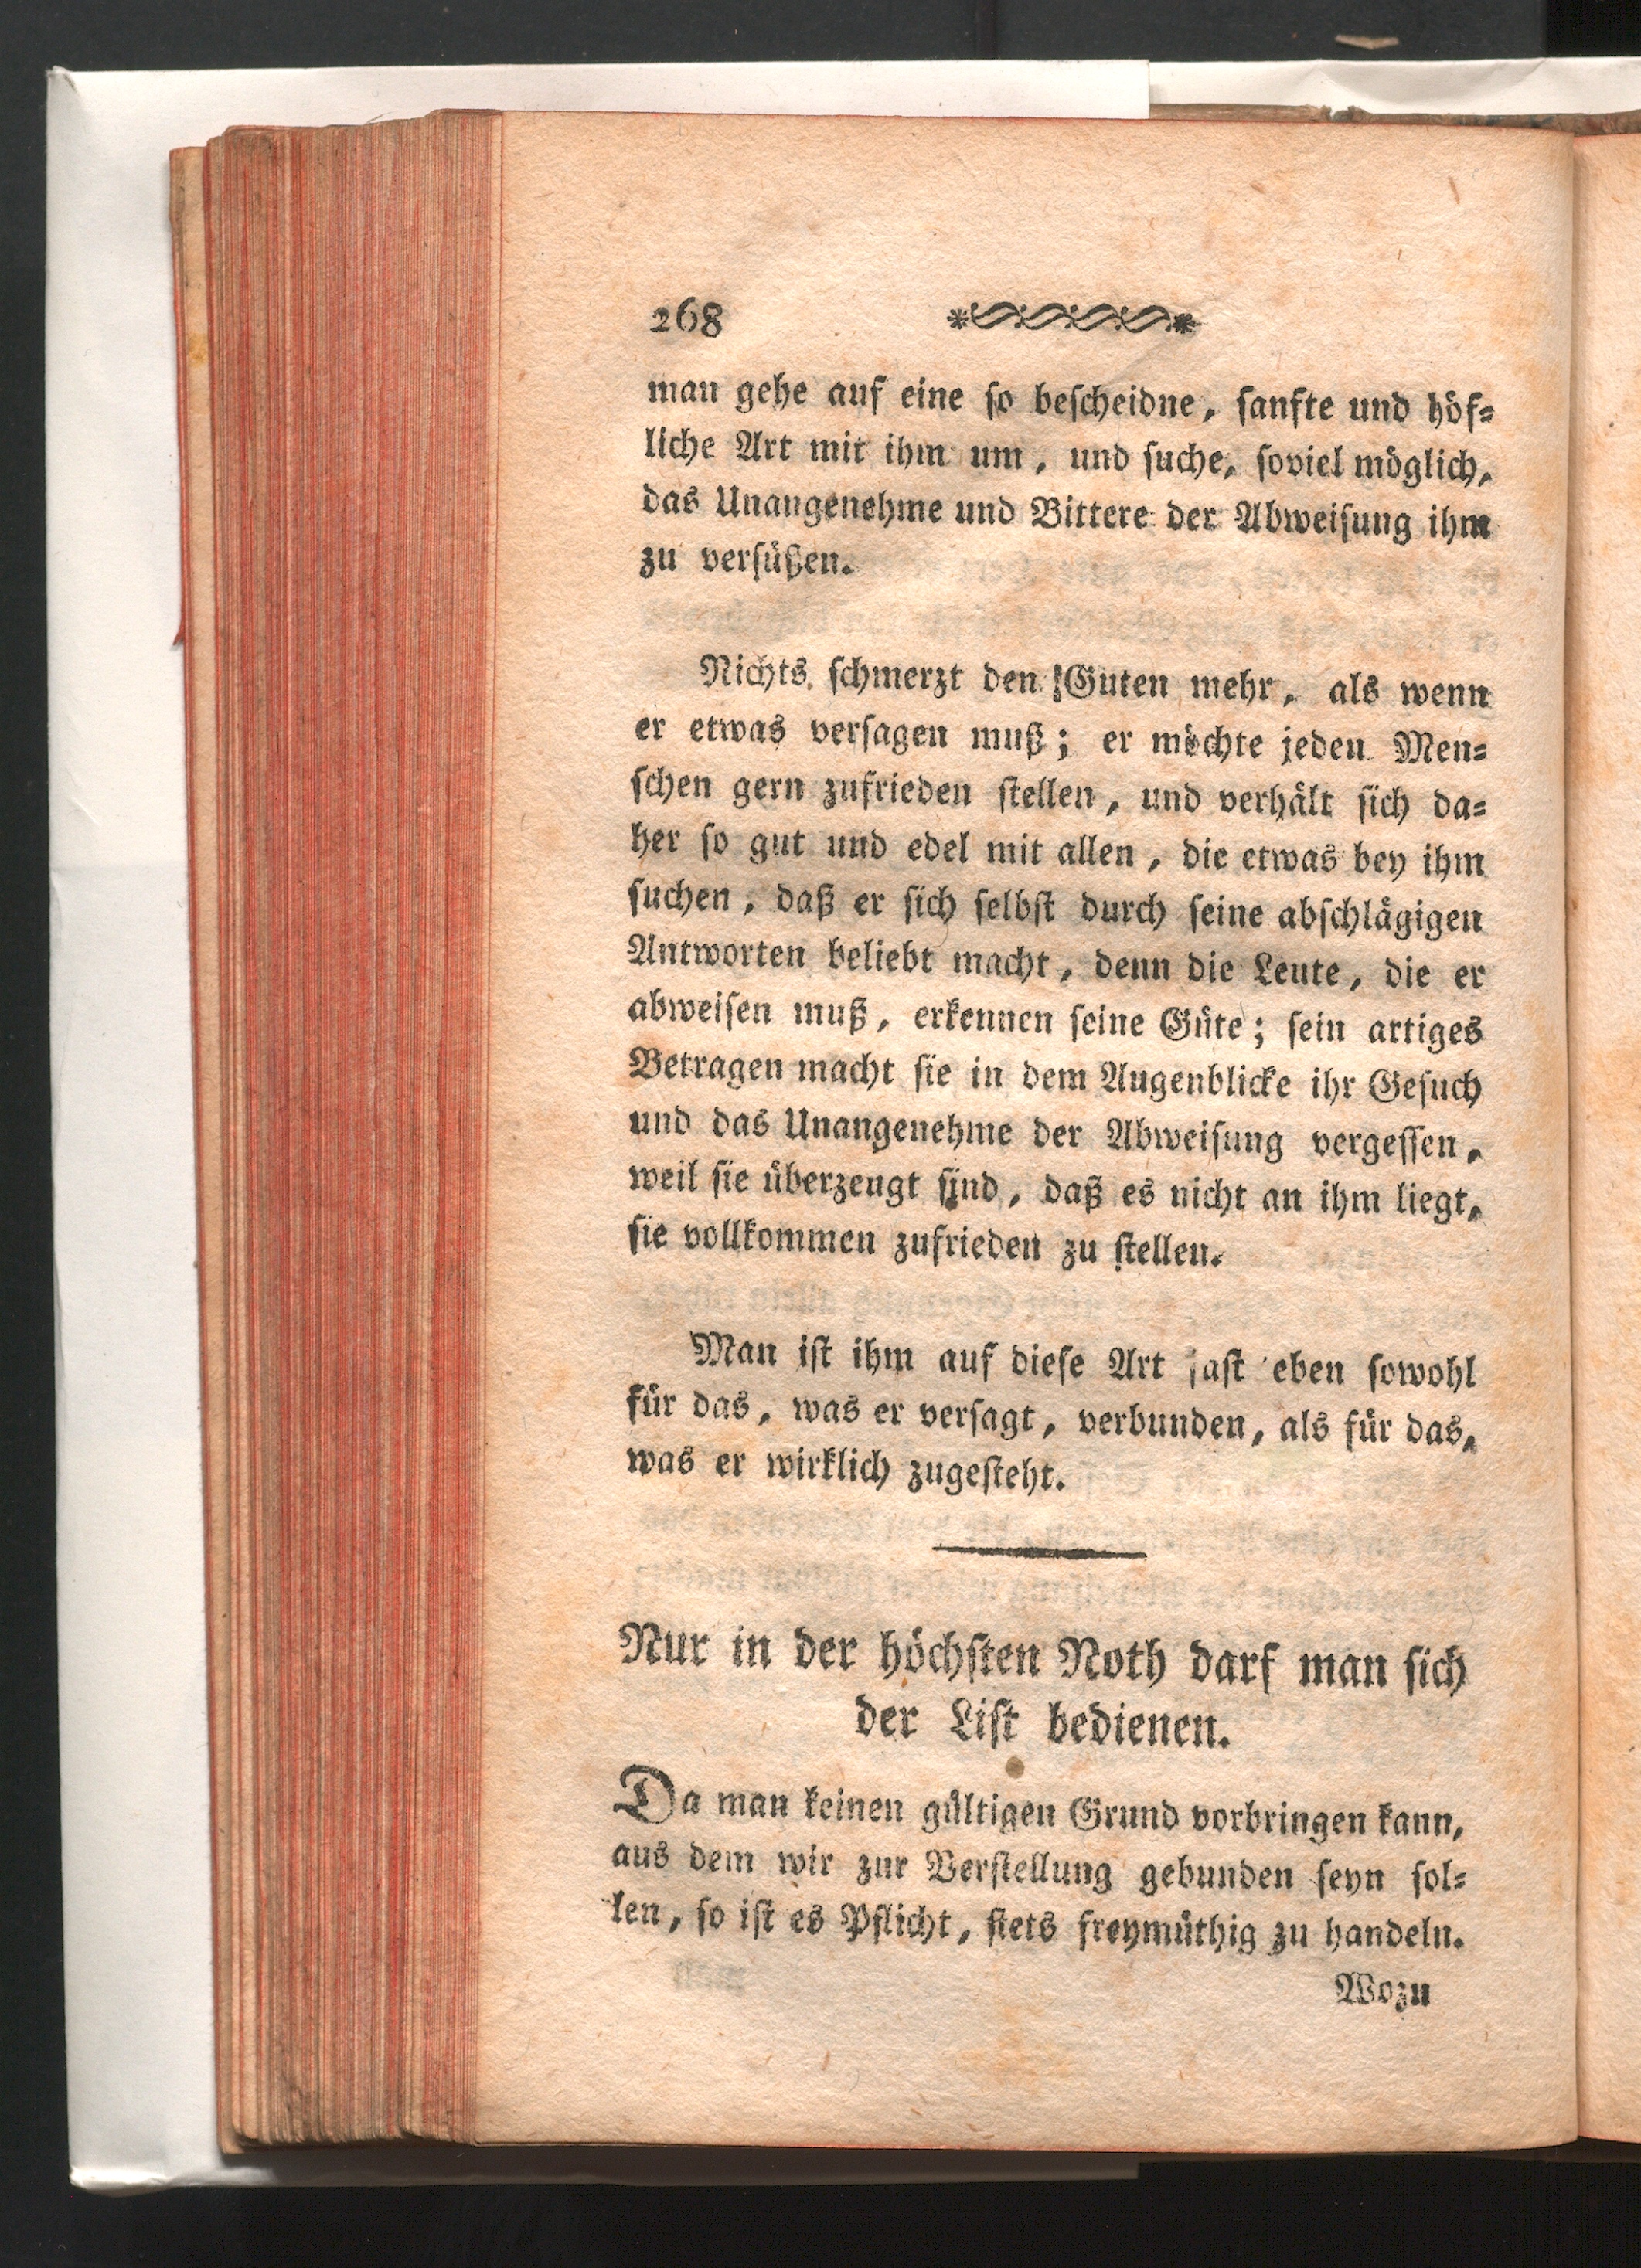 268
man gehe auf eine so bescheidne, sanfte und höf⸗
liche Art mit ihm um, und suche, soviel möglich,
das Unangenehme und Bittere der Abweisung ihm
zu versüßen.
Nichts schmerzt den Guten mehr, als wenn
er etwas versagen muß; er möchte jeden Men⸗
schen gern zufrieden stellen, und verhält sich da⸗
her so gut und edel mit allen, die etwas bey ihm
suchen, daß er sich selbst durch seine abschlägigen
Antworten beliebt macht, denn die Leute, die er
abweisen muß, erkennen seine Güte; sein artiges
Betragen macht sie in dem Augenblicke ihr Gesuch
und das Unangenehme der Abweisung vergessen,
weil sie überzeugt sind, daß es nicht an ihm liegt,
sie vollkommen zufrieden zu stellen.
Man ist ihm auf diese Art fast eben sowohl
für das, was er versagt, verbunden, als für das,
was er wirklich zugesteht.
Nur in der höchsten Noth darf man sich
der List bedienen.
Da man keinen gültigen Grund vorbringen kann,
aus dem wir zur Verstellung gebunden seyn sol⸗
len, so ist es Pflicht, stets freymüthig zu handeln.
Wozu